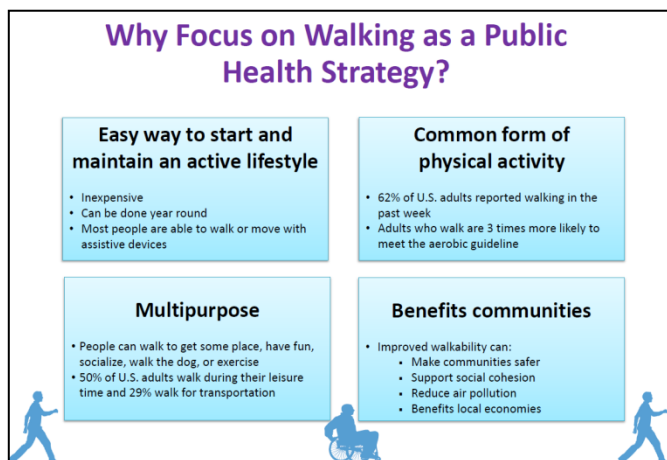 Why Focus on Walking as a Public
Health Strategy?
Easy way to start and
maintain an active lifestyle
• Inexpensive
• Can be done year round
• Most people are able to walk or move with
assistive devices
Common form of
physical activity
• 62% of U.S. adults reported walking in the
past week
• Adults who walk are 3 times more likely to
meet the aerobic guideline
Multipurpose
• People can walk to get some place, have fun,
socialize, walk the dog, or exercise
• 50% of U.S. adults walk during their leisure
time and 29% walk for transportation
Benefits communities
• Improved walkability can:
▪ Make communities safer
▪ Support social cohesion
▪ Reduce air pollution
▪ Benefits local economies